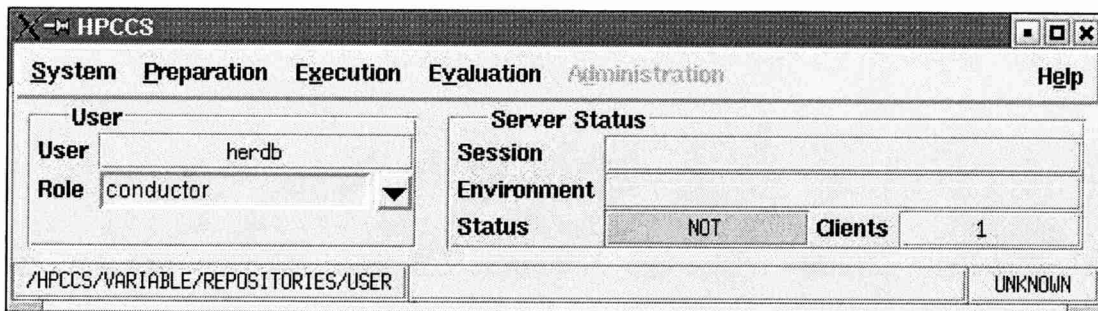 HPCCS
System Preparation Execution Evaluation Administration Help
User Server Status
User herdb Session
Role conductor Environment
Status NOT Clients 1
/HPCCS/VARIABLE/REPOSITORIES/USER UNKNOWN